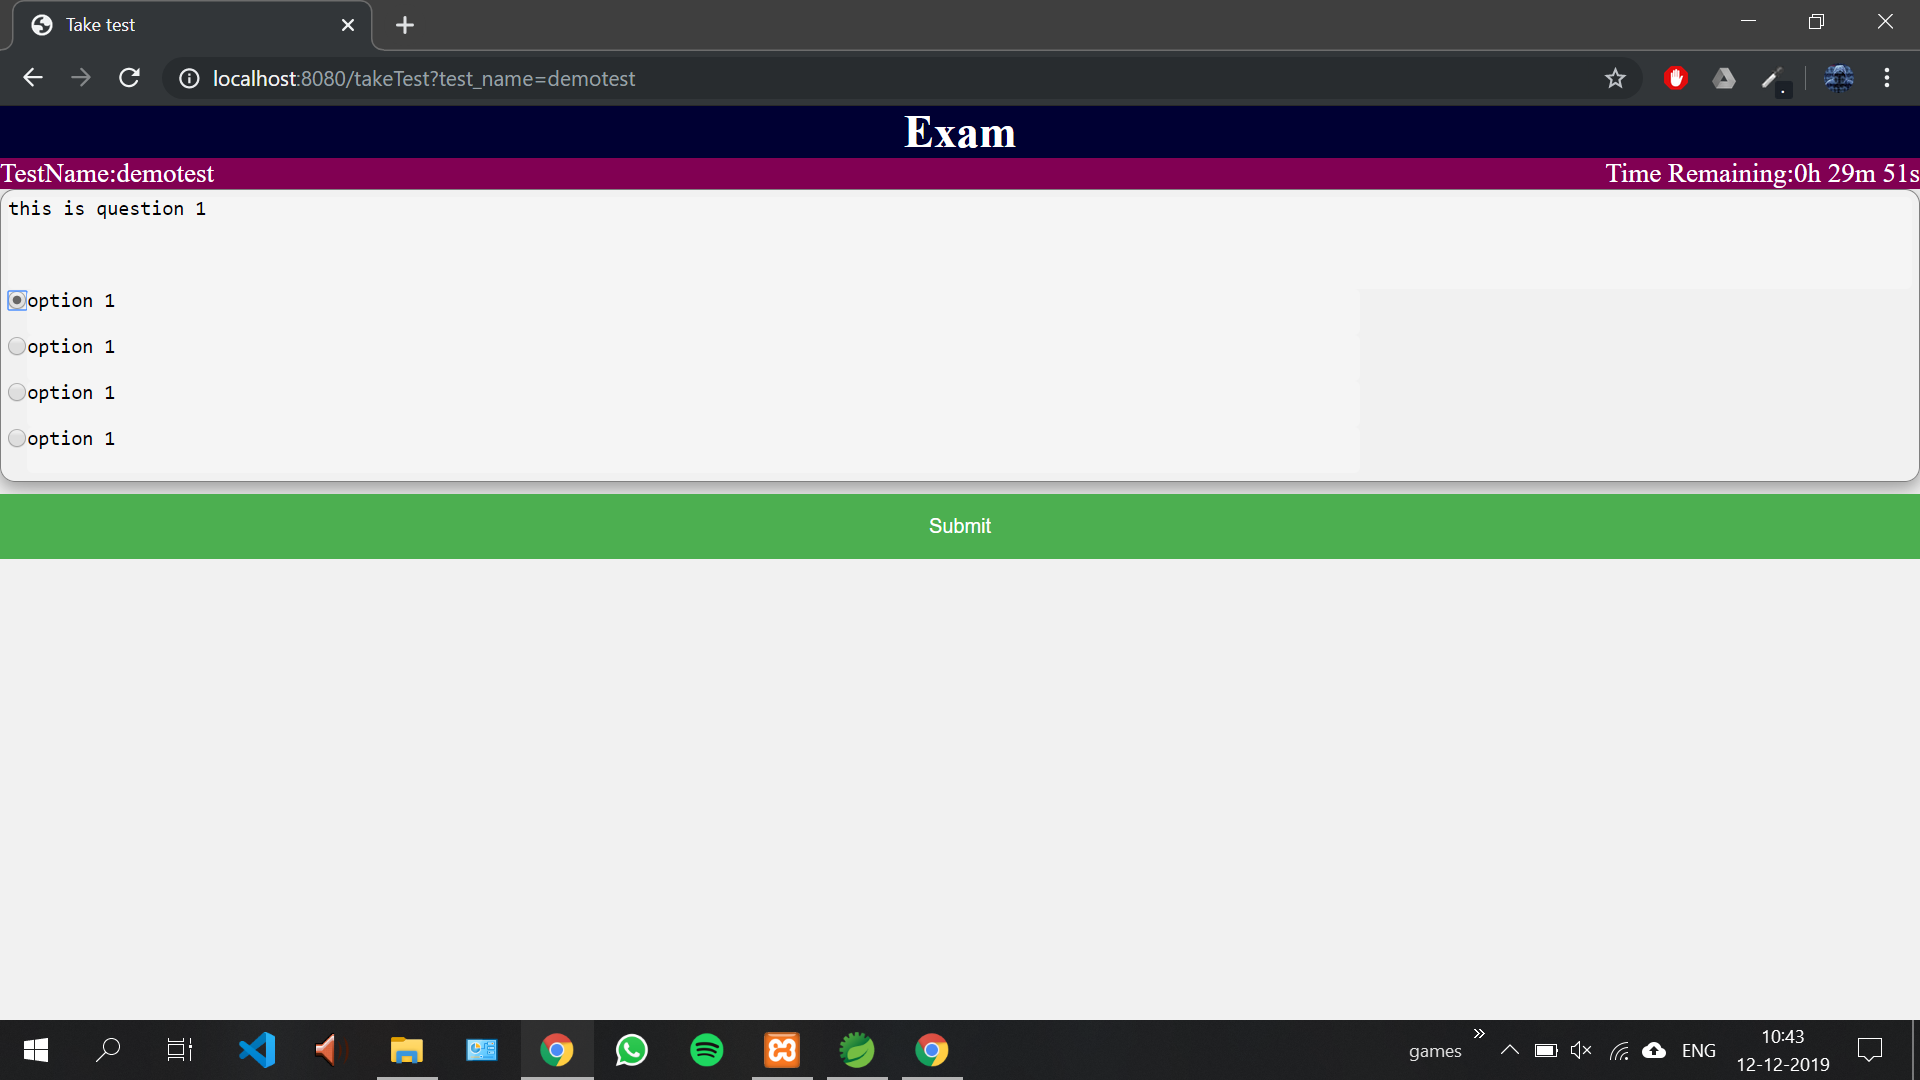 Take test
localhost:8080/takeTest?test_name=demotest
Exam
TestName:demotest
Time Remaining:0h 29m 51s
this is question 1
option 1
option 1
option 1
option 1
Submit
games
ENG
10:43
12-12-2019